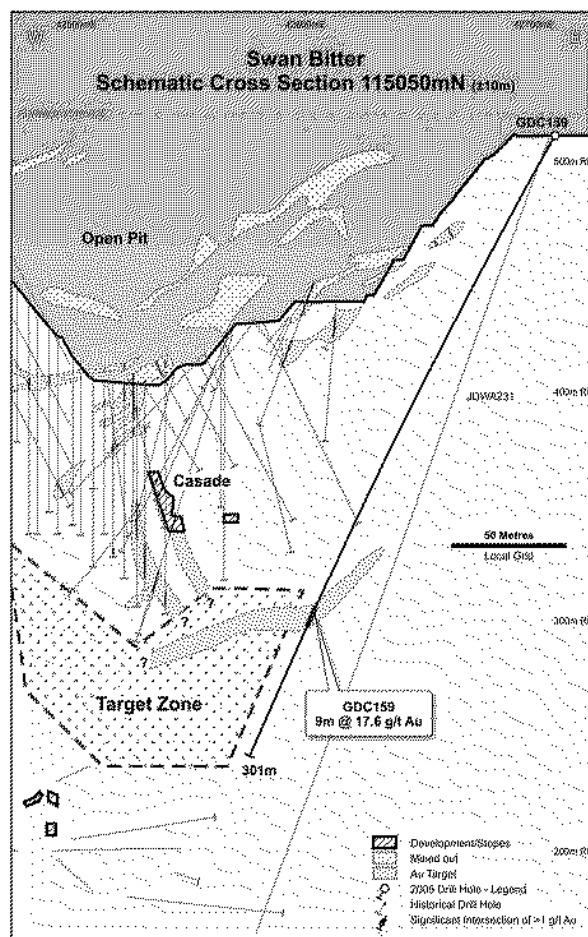 Swan Bitter
Schematic Cross Section 115050mN (±10m)
GDC159
500m RL
Open Pit
400m RL
JDWA231
Casade
50 Metres
Local Grid
?
300m RL
?
?
Target Zone
GDC159
9m @ 17.6 g/t Au
301m
200m RL
Development/Stopes
Mined out
Au Target
2005 Drill Hole - Legend
Historical Drill Hole
Significant Intersection of >1 g/t Au